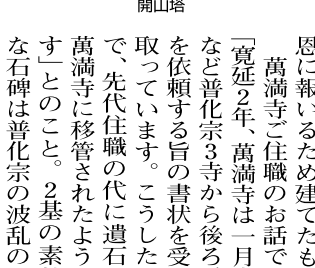 開山塔
恩に報いるため建てたも
萬満寺ご住職のお話で
「寛延2年、萬満寺は一月
など普化宗3寺から後ろ
を依頼する旨の書状を受
取っています。こうした
で、先代住職の代に遺石
萬満寺に移管されたよう
す」とのこと。2基の素
な石碑は普化宗の波乱の